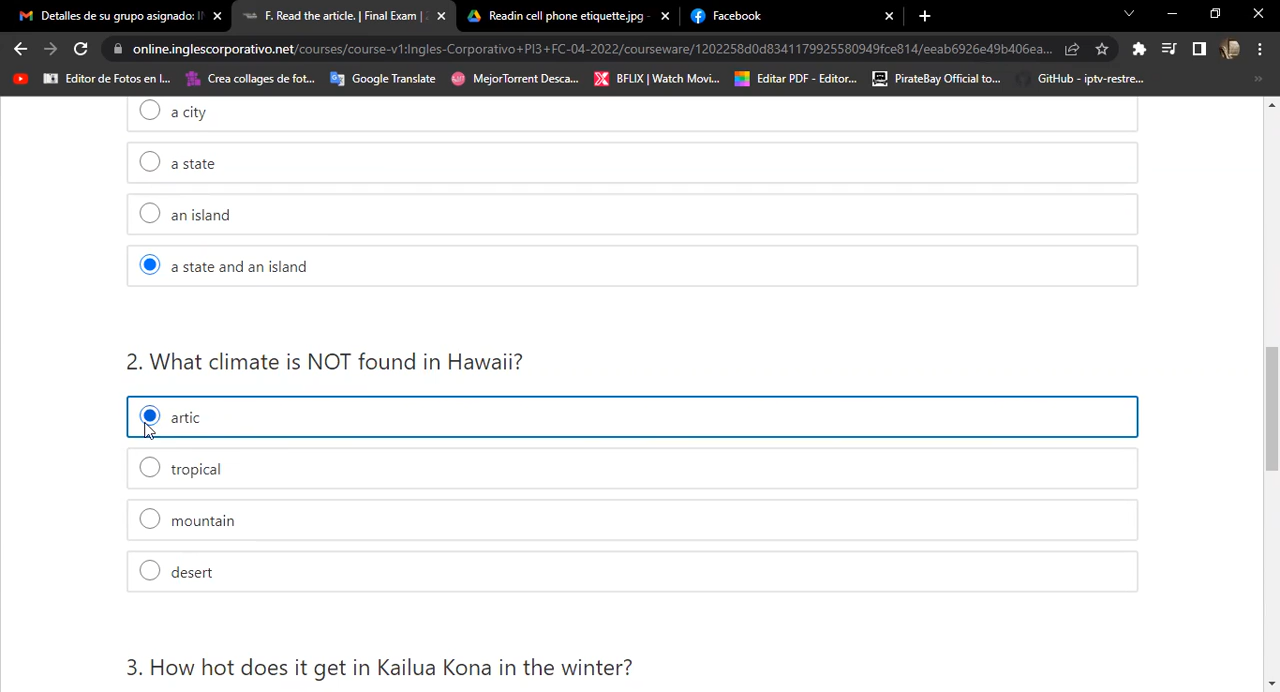 Detalles de su grupo asignado: I
F. Read the article. | Final Exam |
Readin cell phone etiquette.jpg -
Facebook
online.inglescorporativo.net/courses/course-v1:Ingles-Corporativo+PI3+FC-04-2022/courseware/1202258d0d8341179925580949fce814/eeab6926e49b406ea...
Editor de Fotos en l...
Crea collages de fot...
Google Translate
MejorTorrent Desca...
BFLIX | Watch Movi...
Editar PDF - Editor...
PirateBay Official to...
GitHub - iptv-restre...
»
a city
a state
an island
a state and an island
2. What climate is NOT found in Hawaii?
artic
tropical
mountain
desert
3. How hot does it get in Kailua Kona in the winter?